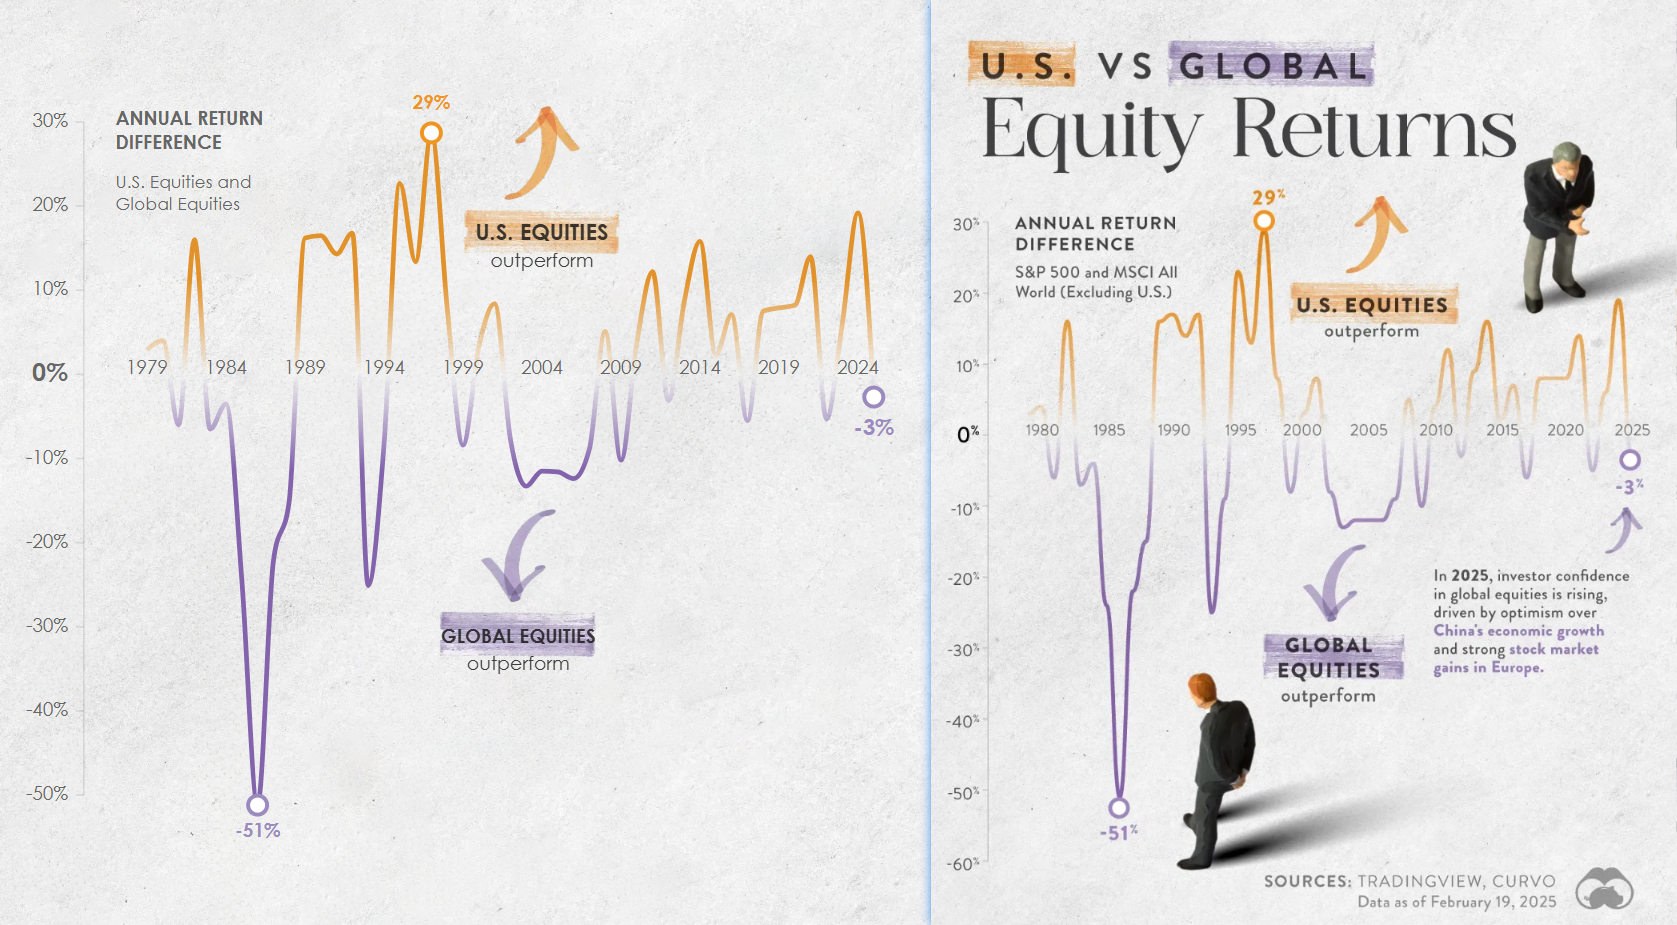 30%
ANNUAL RETURN
DIFFERENCE
U.S. Equities and
Global Equities
29%
20%
U.S. EQUITIES
outperform
10%
0%
1979 1984 1989 1994 1999 2004 2009 2014 2019 2024
-3%
-10%
-20%
-30%
GLOBAL EQUITIES
outperform
-40%
-50%
-51%
U.S. VS GLOBAL
Equity Returns
29%
30%
ANNUAL RETURN
DIFFERENCE
S&P 500 and MSCI All
World (Excluding U.S.)
20%
U.S. EQUITIES
outperform
10%
0%
1980 1985 1990 1995 2000 2005 2010 2015 2020 2025
-3%
-10%
-20%
In 2025, investor confidence
in global equities is rising,
driven by optimism over
China's economic growth
and strong stock market
gains in Europe.
-30%
GLOBAL
EQUITIES
outperform
-40%
-50%
-51%
-60%
SOURCES: TRADINGVIEW, CURVO
Data as of February 19, 2025